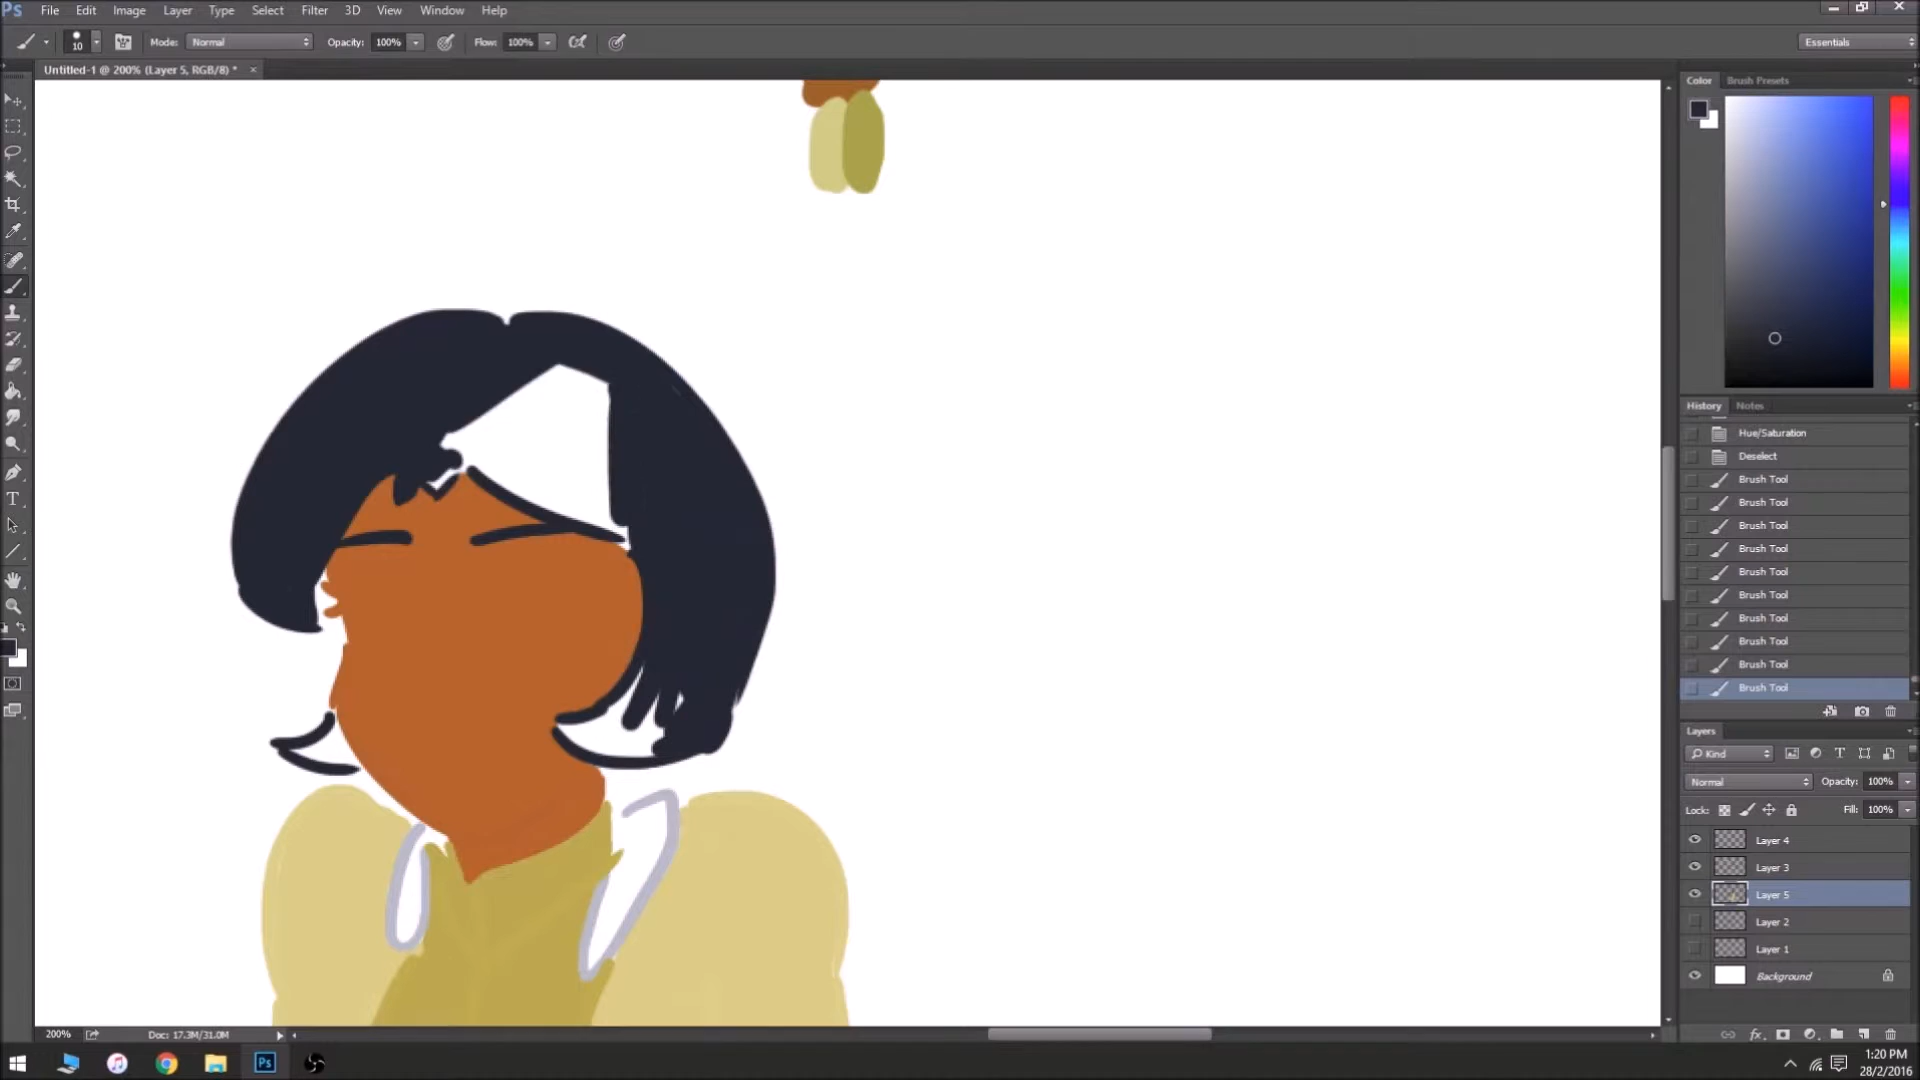 Ps File Edit Image Layer Type Select Filter 3D View Window Help
10 Mode: Normal Opacity: 100% Flow: 100% Essentials
Untitled-1 @ 200% (Layer 5, RGB/8) * ×
Color Brush Presets
History Notes
Hue/Saturation
Deselect
Brush Tool
Brush Tool
Brush Tool
Brush Tool
Brush Tool
Brush Tool
Brush Tool
Brush Tool
Brush Tool
Brush Tool
Layers
Kind
Normal Opacity: 100%
Lock: Fill: 100%
Layer 4
Layer 3
Layer 5
Layer 2
Layer 1
Background
200% Doc: 17.3M/31.0M
Ps
1:20 PM
28/2/2016